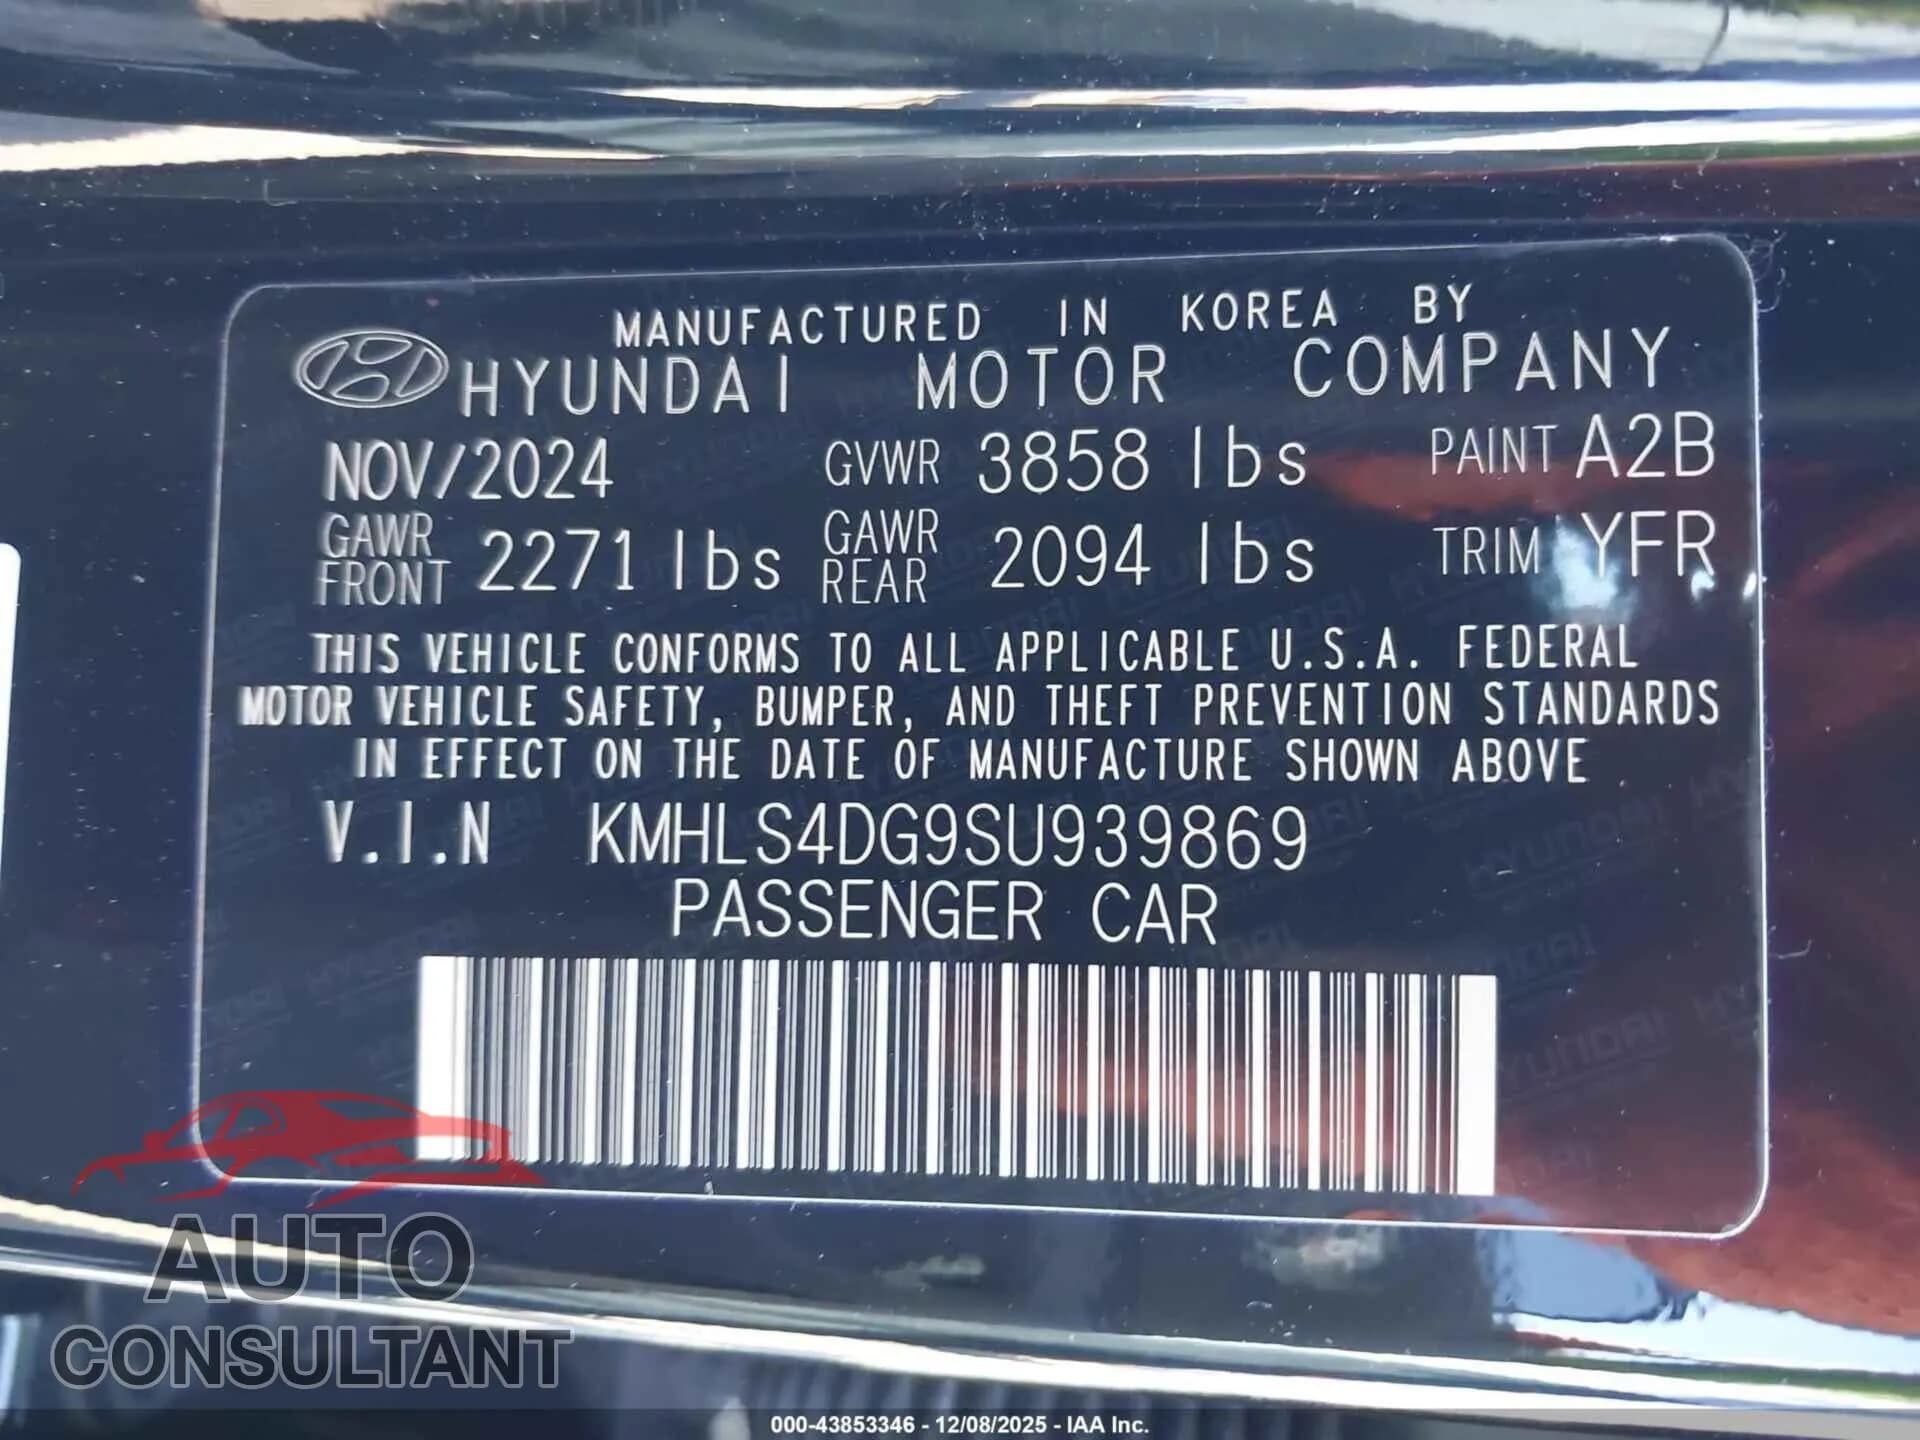 MANUFACTURED IN KOREA BY
HYUNDAI MOTOR COMPANY
NOV/2024 GVWR 3858 lbs PAINT A2B
GAWR FRONT 2271 lbs GAWR REAR 2094 lbs TRIM YFR
THIS VEHICLE CONFORMS TO ALL APPLICABLE U.S.A. FEDERAL
MOTOR VEHICLE SAFETY, BUMPER, AND THEFT PREVENTION STANDARDS
IN EFFECT ON THE DATE OF MANUFACTURE SHOWN ABOVE
V.I.N KMHLS4DG9SU939869
PASSENGER CAR
AUTO
CONSULTANT
000-43853346 - 12/08/2025 - IAA Inc.